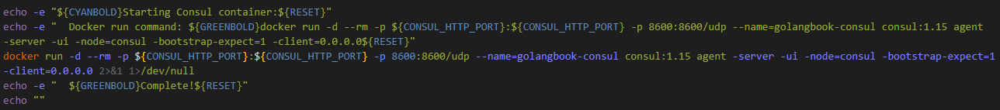 echo -e "${CYANBOLD}Starting Consul container:${RESET}"
echo -e "  Docker run command: ${GREENBOLD}docker run -d --rm -p ${CONSUL_HTTP_PORT}:${CONSUL_HTTP_PORT} -p 8600:8600/udp --name=golangbook-consul consul:1.15 agent
-server -ui -node=consul -bootstrap-expect=1 -client=0.0.0.0${RESET}"
docker run -d --rm -p ${CONSUL_HTTP_PORT}:${CONSUL_HTTP_PORT} -p 8600:8600/udp --name=golangbook-consul consul:1.15 agent -server -ui -node=consul -bootstrap-expect=1
-client=0.0.0.0 2>&1 1>/dev/null
echo -e "  ${GREENBOLD}Complete!${RESET}"
echo ""